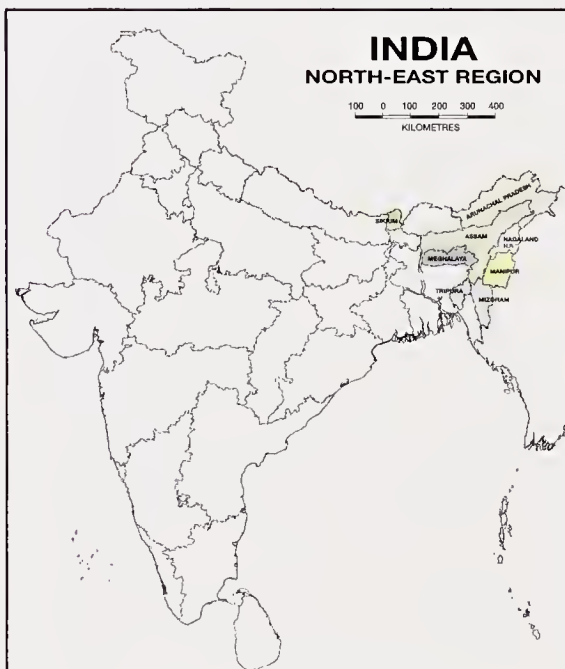 INDIA
NORTH-EAST REGION
100 0 100 200 300 400
KILOMETRES
ARUNACHAL PRADESH
SIKKIM
ASSAM
NAGALAND
MEGHALAYA
MANIPUR
TRIPURA
MIZORAM